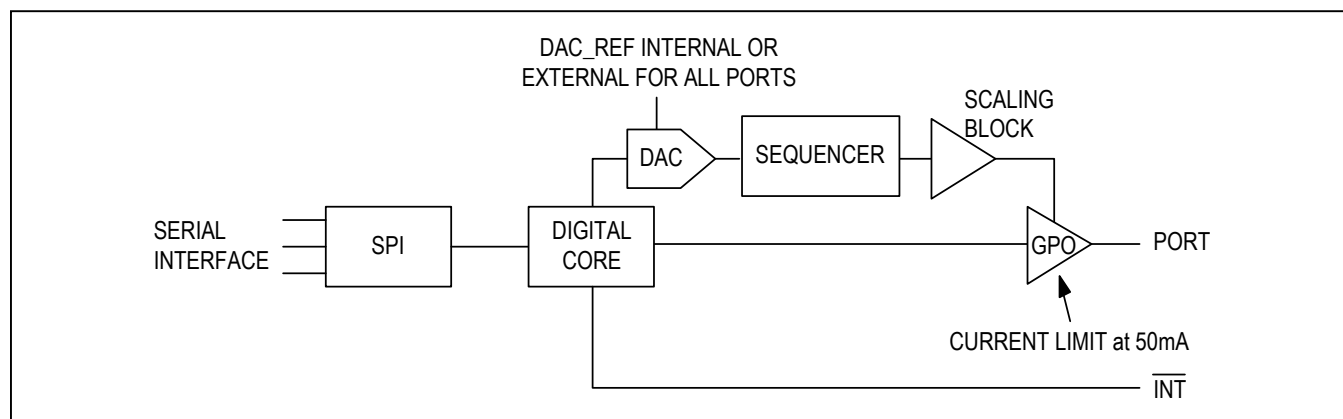 DAC_REF INTERNAL OR
EXTERNAL FOR ALL PORTS
SCALING
BLOCK
DAC
SEQUENCER
SERIAL
INTERFACE
SPI
DIGITAL
CORE
GPO
PORT
CURRENT LIMIT at 50mA
INT